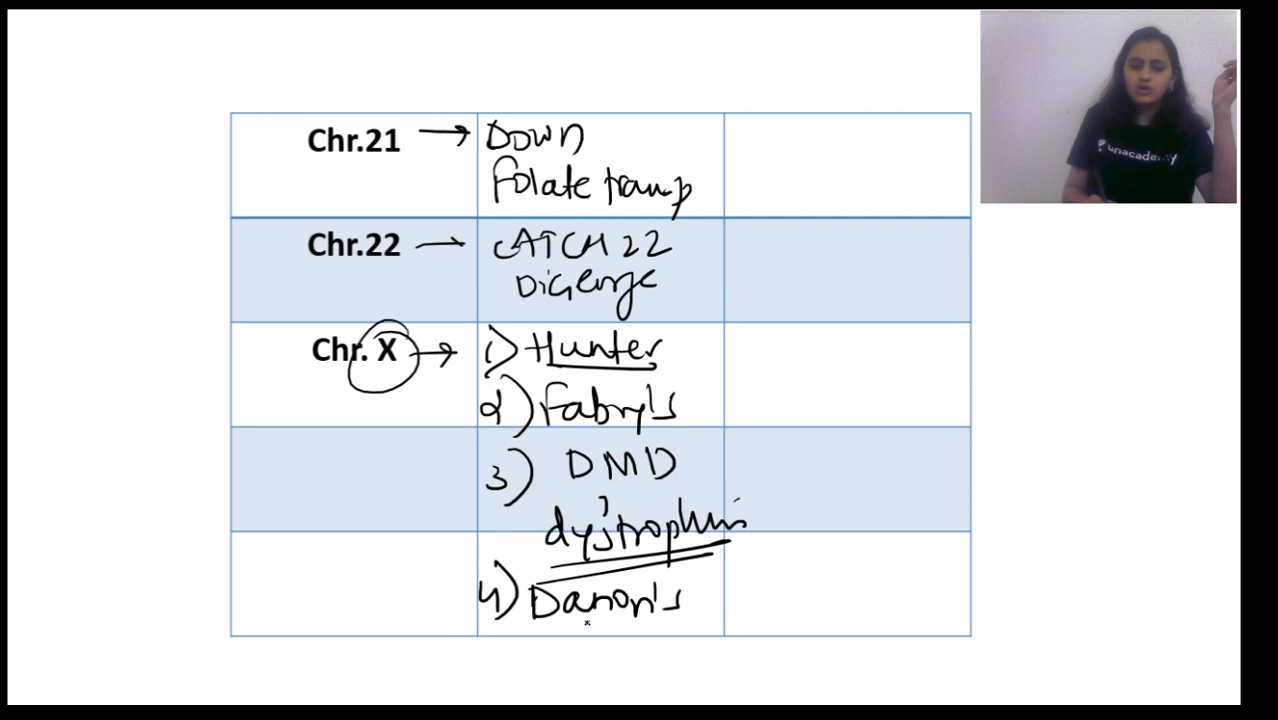 Chr.21 → Down
Folate transp
Chr.22 → CATCH 22
DiGeorge
Chr. X → 1) Hunter
2) Fabry's
3) DMD
dystrophin
4) Danon's
unacademy